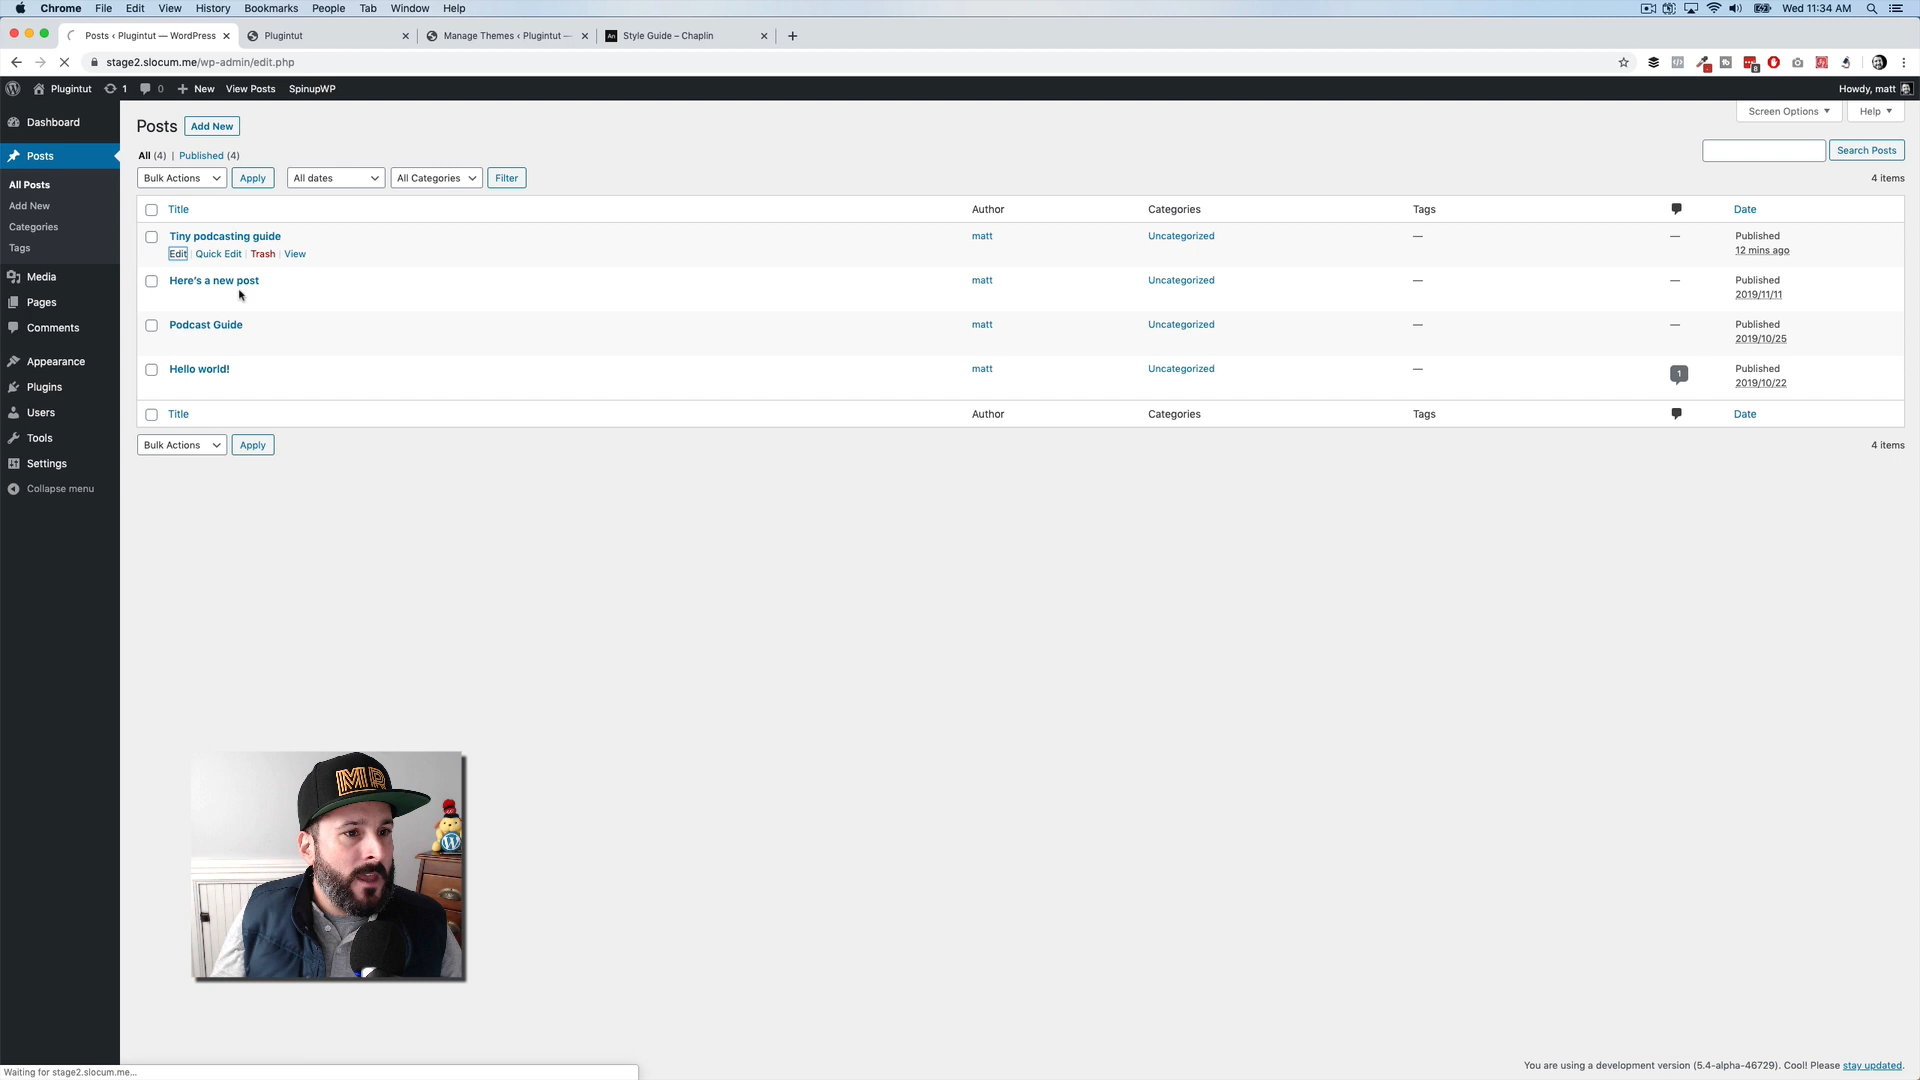 Chrome File Edit View History Bookmarks People Tab Window Help Wed 11:34 AM
Posts ‹ Plugintut — WordPress Plugintut Manage Themes ‹ Plugintut — Style Guide – Chaplin
stage2.slocum.me/wp-admin/edit.php
Plugintut 1 0 New View Posts SpinupWP Howdy, matt
Screen Options Help
Dashboard
Posts
All Posts
Add New
Categories
Tags
Media
Pages
Comments
Appearance
Plugins
Users
Tools
Settings
Collapse menu
Posts Add New
All (4) | Published (4)
Search Posts
Bulk Actions Apply All dates All Categories Filter 4 items
Title Author Categories Tags Date
Tiny podcasting guide matt Uncategorized — — Published
Edit | Quick Edit | Trash | View 12 mins ago
Here's a new post matt Uncategorized — — Published
2019/11/11
Podcast Guide matt Uncategorized — — Published
2019/10/25
Hello world! matt Uncategorized — 1 Published
2019/10/22
Title Author Categories Tags Date
Bulk Actions Apply 4 items
MR
W
You are using a development version (5.4-alpha-46729). Cool! Please stay updated.
Waiting for stage2.slocum.me...